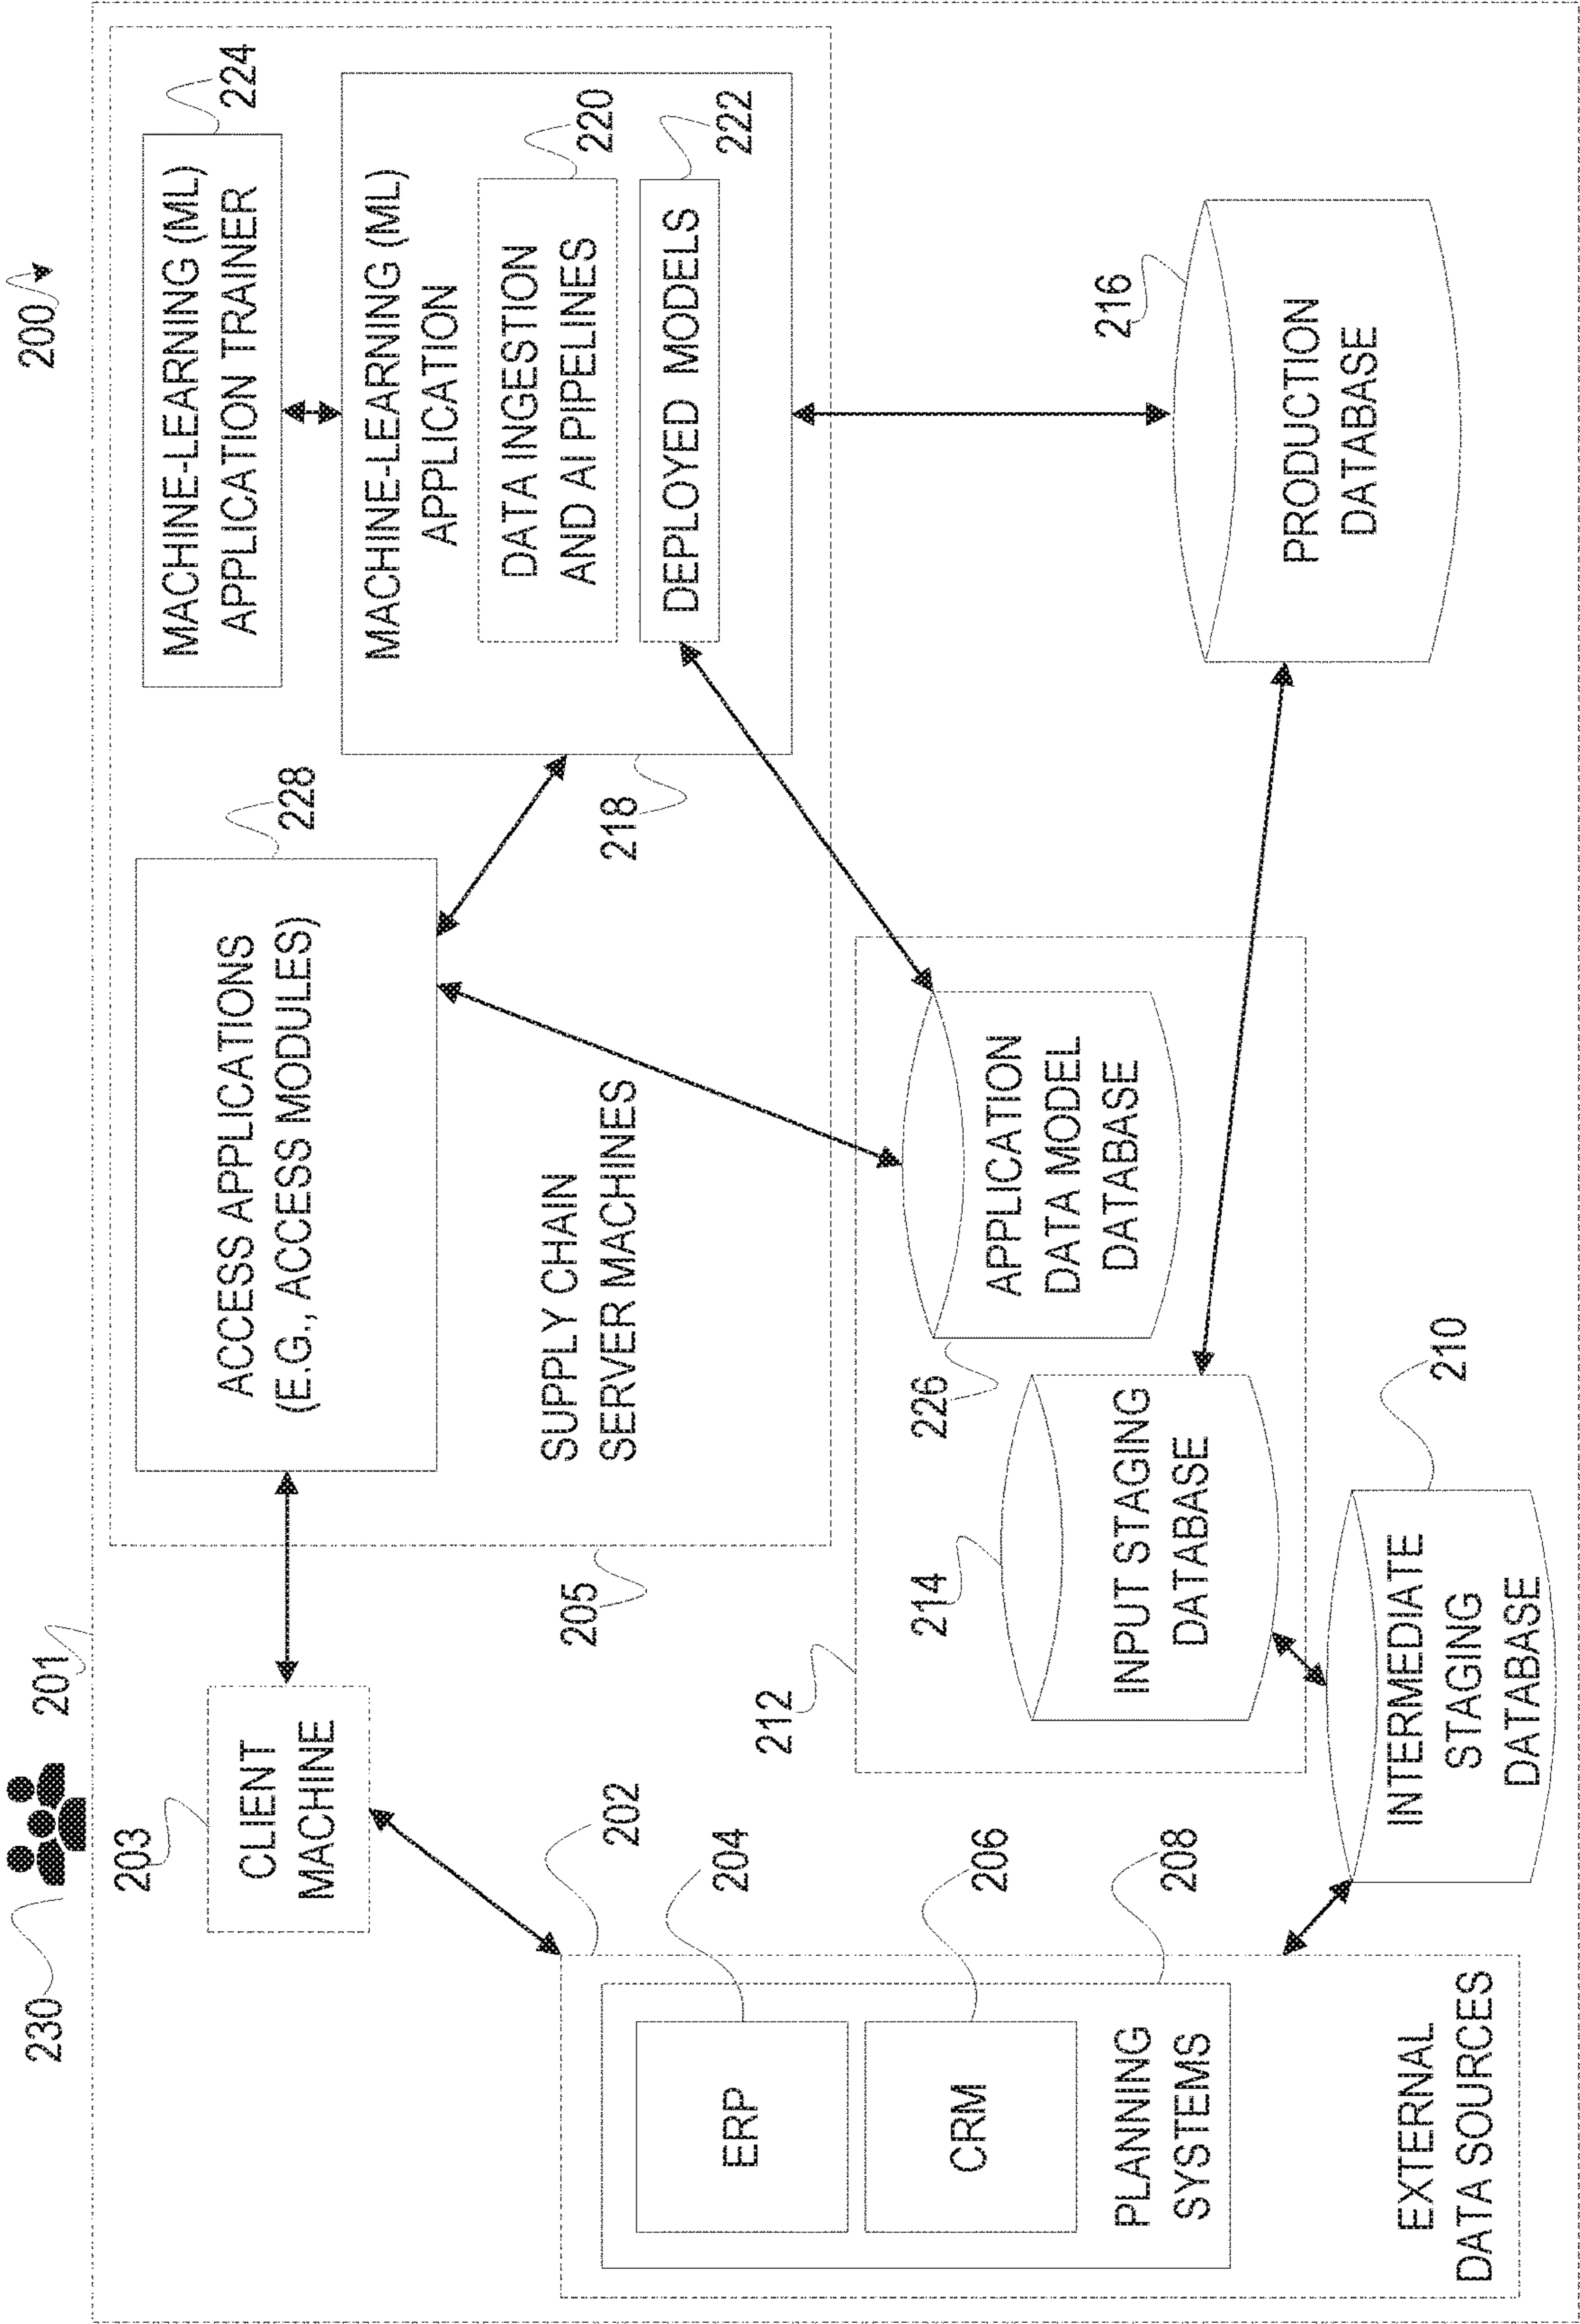 200
230
201
203
CLIENT
MACHINE
ACCESS APPLICATIONS
(E.G., ACCESS MODULES)
228
MACHINE-LEARNING (ML)
APPLICATION TRAINER
224
MACHINE-LEARNING (ML)
APPLICATION
DATA INGESTION
AND AI PIPELINES
220
DEPLOYED MODELS
222
218
SUPPLY CHAIN
SERVER MACHINES
205
202
204
ERP
206
CRM
208
PLANNING
SYSTEMS
EXTERNAL
DATA SOURCES
212
214
INPUT STAGING
DATABASE
226
APPLICATION
DATA MODEL
DATABASE
216
PRODUCTION
DATABASE
210
INTERMEDIATE
STAGING
DATABASE